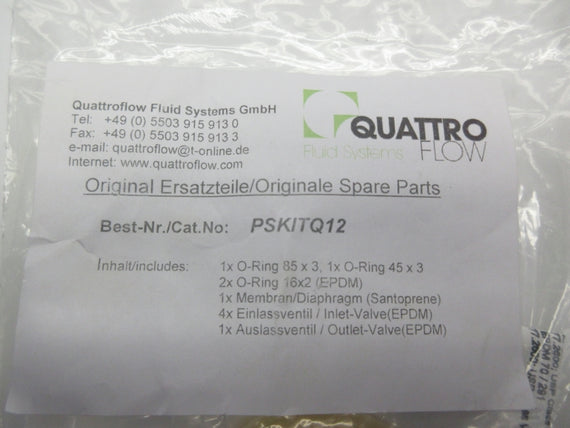 Quattroflow Fluid Systems GmbH
Tel: +49 (0) 5503 915 913 0
Fax: +49 (0) 5503 915 913 3
e-mail: quattroflow@t-online.de
Internet: www.quattroflow.com
QUATTRO
Fluid Systems FLOW
Original Ersatzteile/Originale Spare Parts
Best-Nr./Cat.No: PSKITQ12
Inhalt/includes: 1x O-Ring 85 x 3, 1x O-Ring 45 x 3
2x O-Ring 16x2 (EPDM)
1x Membran/Diaphragm (Santoprene)
4x Einlassventil / Inlet-Valve(EPDM)
1x Auslassventil / Outlet-Valve(EPDM)